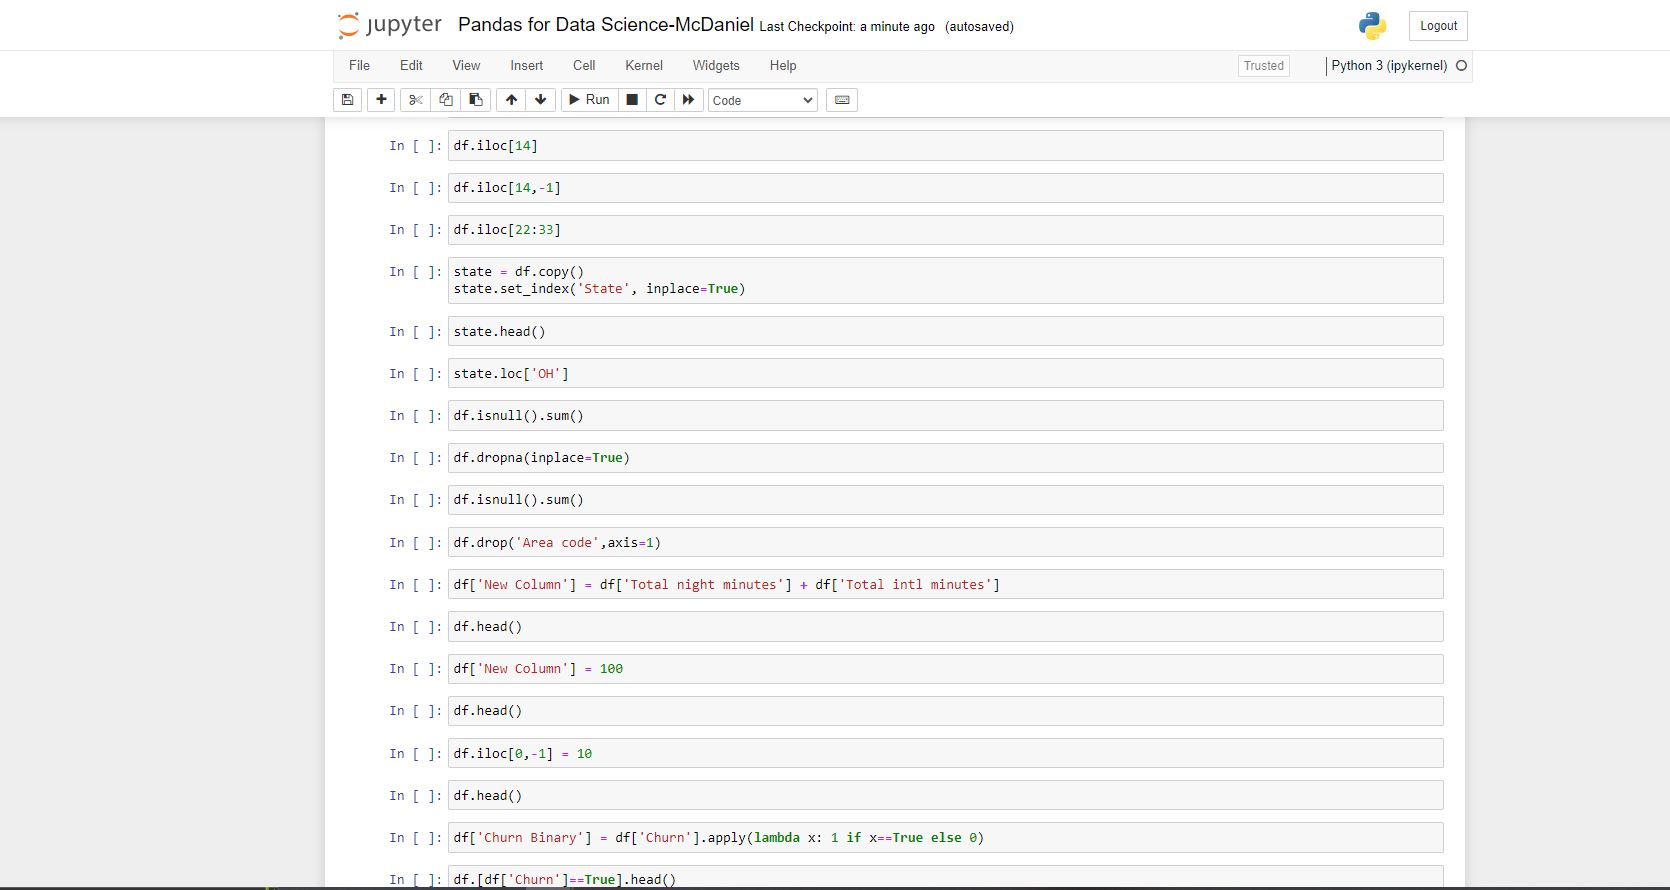 jupyter Pandas for Data Science-McDaniel Last Checkpoint: a minute ago (autosaved) Logout
File Edit View Insert Cell Kernel Widgets Help Trusted Python 3 (ipykernel)
Run Code
In [ ]: df.iloc[14]
In [ ]: df.iloc[14,-1]
In [ ]: df.iloc[22:33]
In [ ]: state = df.copy()
state.set_index('State', inplace=True)
In [ ]: state.head()
In [ ]: state.loc['OH']
In [ ]: df.isnull().sum()
In [ ]: df.dropna(inplace=True)
In [ ]: df.isnull().sum()
In [ ]: df.drop('Area code',axis=1)
In [ ]: df['New Column'] = df['Total night minutes'] + df['Total intl minutes']
In [ ]: df.head()
In [ ]: df['New Column'] = 100
In [ ]: df.head()
In [ ]: df.iloc[0,-1] = 10
In [ ]: df.head()
In [ ]: df['Churn Binary'] = df['Churn'].apply(lambda x: 1 if x==True else 0)
In [ ]: df.[df['Churn']==True].head()